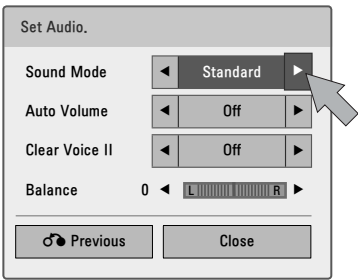 Set Audio.
Sound Mode ◄ Standard ►
Auto Volume ◄ Off ►
Clear Voice II ◄ Off ►
Balance 0 ◄ L R ►
Previous Close